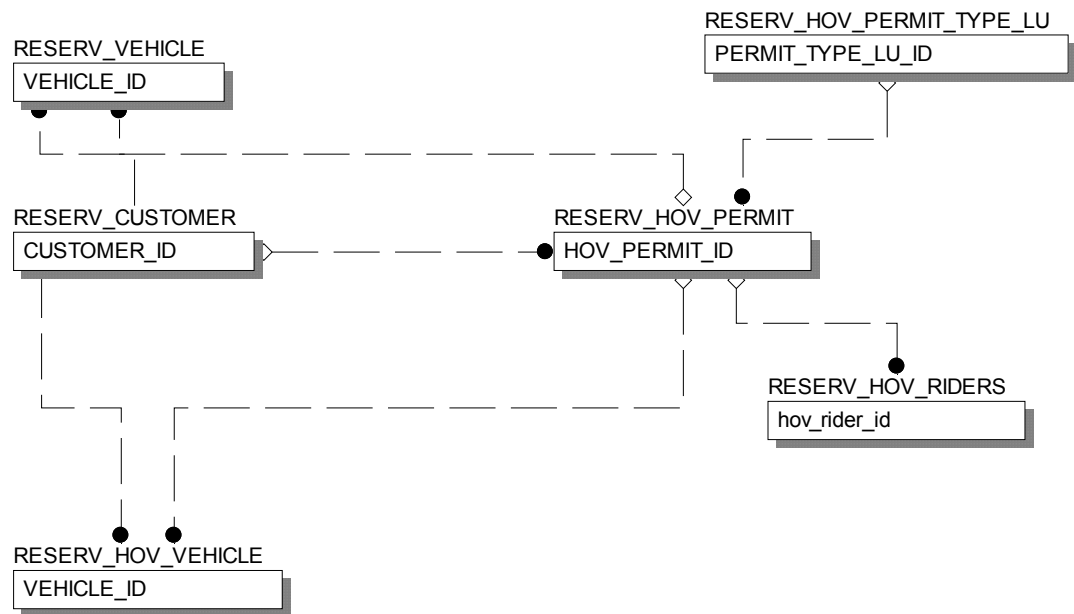 RESERV_VEHICLE
VEHICLE_ID
RESERV_HOV_PERMIT_TYPE_LU
PERMIT_TYPE_LU_ID
RESERV_CUSTOMER
CUSTOMER_ID
RESERV_HOV_PERMIT
HOV_PERMIT_ID
RESERV_HOV_RIDERS
hov_rider_id
RESERV_HOV_VEHICLE
VEHICLE_ID